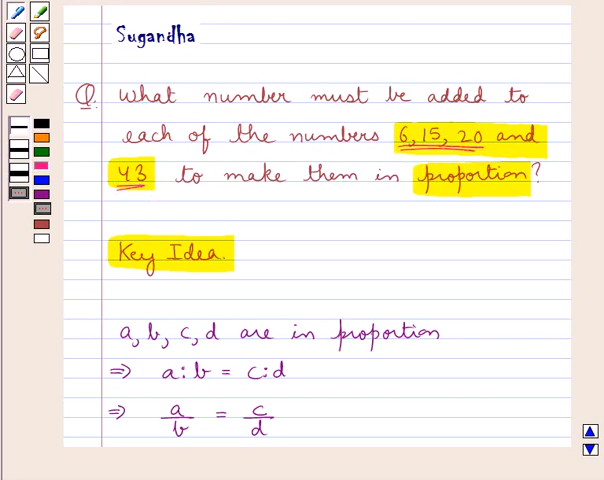 Sugandha
Q. What number must be added to
each of the numbers 6, 15, 20 and
43 to make them in proportion?
Key Idea.
a, b, c, d are in proportion
⇒ a : b = c : d
⇒ a/b = c/d